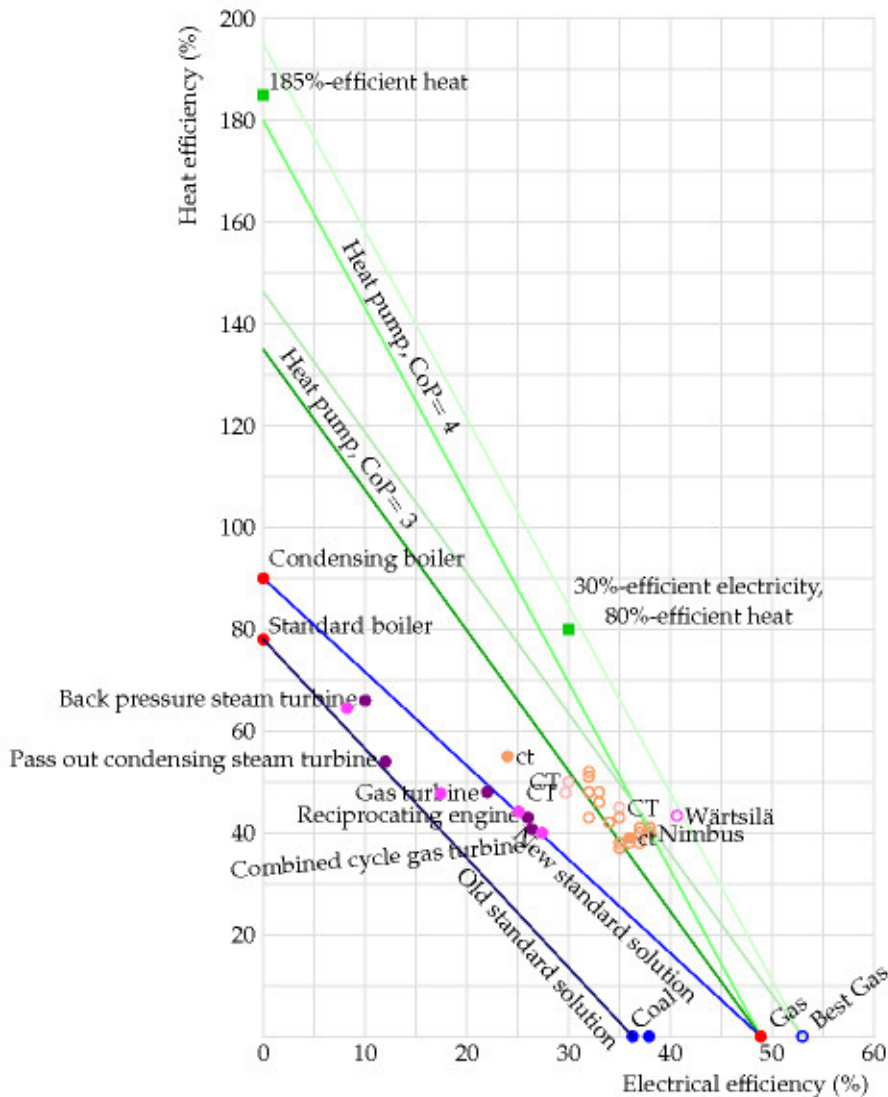 200
Heat efficiency (%)
185%-efficient heat
180
160
Heat pump, CoP= 4
140
Heat pump, CoP= 3
120
100
Condensing boiler
30%-efficient electricity,
80%-efficient heat
80
Standard boiler
Back pressure steam turbine
60
Pass out condensing steam turbine
ct
CT
CT
Gas turbine
CT
Reciprocating engine
Wärtsilä
40
Nimbus
ct
Combined cycle gas turbine
New standard solution
Old standard solution
20
Coal
Gas
Best Gas
0
10
20
30
40
50
60
Electrical efficiency (%)